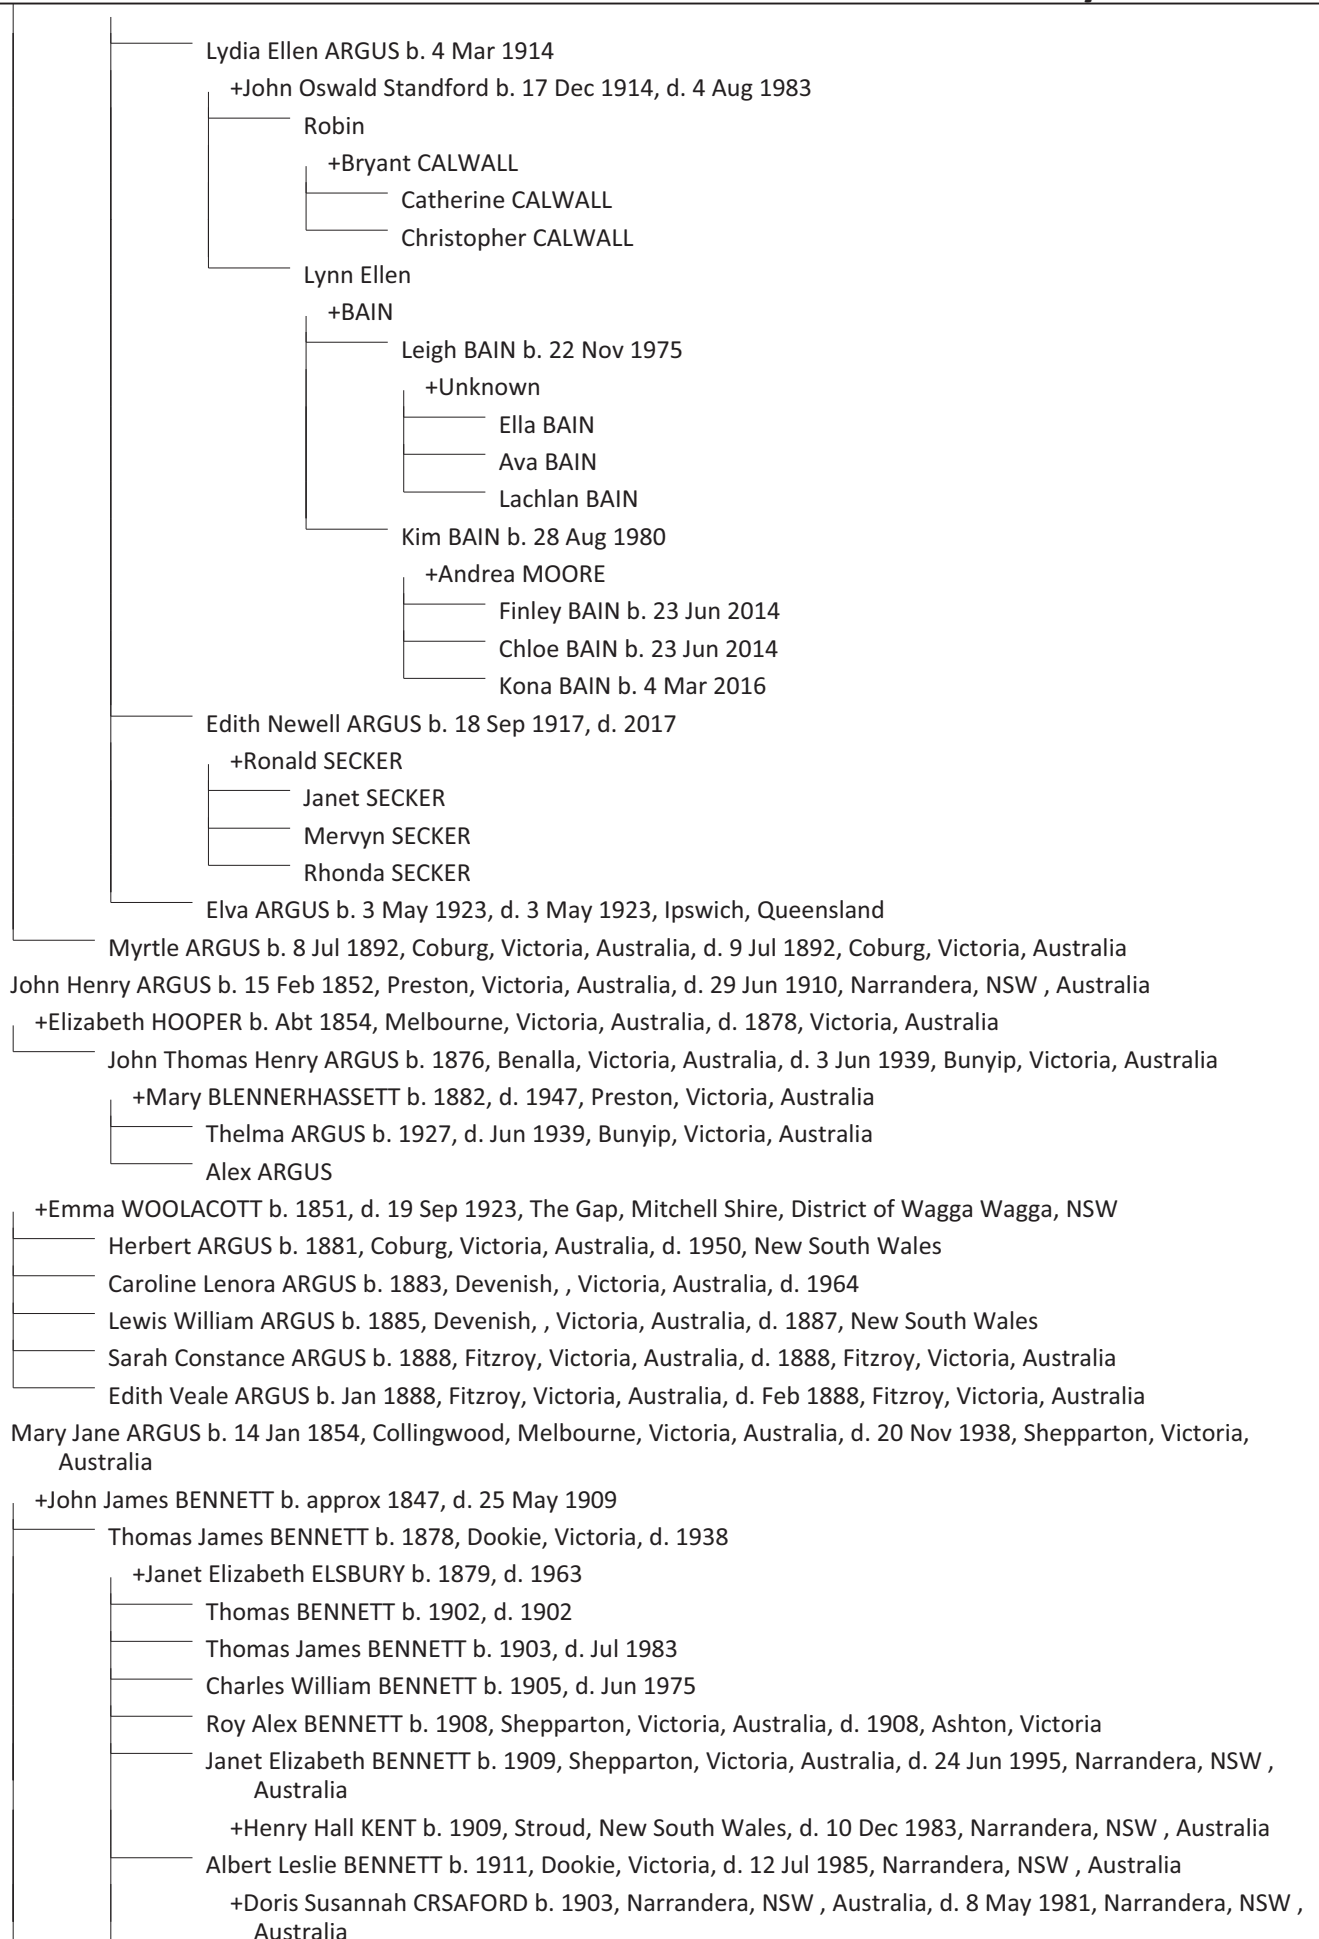 Lydia Ellen ARGUS b. 4 Mar 1914
+John Oswald Standford b. 17 Dec 1914, d. 4 Aug 1983
Robin
+Bryant CALWALL
Catherine CALWALL
Christopher CALWALL
Lynn Ellen
+BAIN
Leigh BAIN b. 22 Nov 1975
+Unknown
Ella BAIN
Ava BAIN
Lachlan BAIN
Kim BAIN b. 28 Aug 1980
+Andrea MOORE
Finley BAIN b. 23 Jun 2014
Chloe BAIN b. 23 Jun 2014
Kona BAIN b. 4 Mar 2016
Edith Newell ARGUS b. 18 Sep 1917, d. 2017
+Ronald SECKER
Janet SECKER
Mervyn SECKER
Rhonda SECKER
Elva ARGUS b. 3 May 1923, d. 3 May 1923, Ipswich, Queensland
Myrtle ARGUS b. 8 Jul 1892, Coburg, Victoria, Australia, d. 9 Jul 1892, Coburg, Victoria, Australia
John Henry ARGUS b. 15 Feb 1852, Preston, Victoria, Australia, d. 29 Jun 1910, Narrandera, NSW , Australia
+Elizabeth HOOPER b. Abt 1854, Melbourne, Victoria, Australia, d. 1878, Victoria, Australia
John Thomas Henry ARGUS b. 1876, Benalla, Victoria, Australia, d. 3 Jun 1939, Bunyip, Victoria, Australia
+Mary BLENNERHASSETT b. 1882, d. 1947, Preston, Victoria, Australia
Thelma ARGUS b. 1927, d. Jun 1939, Bunyip, Victoria, Australia
Alex ARGUS
+Emma WOOLACOTT b. 1851, d. 19 Sep 1923, The Gap, Mitchell Shire, District of Wagga Wagga, NSW
Herbert ARGUS b. 1881, Coburg, Victoria, Australia, d. 1950, New South Wales
Caroline Lenora ARGUS b. 1883, Devenish, , Victoria, Australia, d. 1964
Lewis William ARGUS b. 1885, Devenish, , Victoria, Australia, d. 1887, New South Wales
Sarah Constance ARGUS b. 1888, Fitzroy, Victoria, Australia, d. 1888, Fitzroy, Victoria, Australia
Edith Veale ARGUS b. Jan 1888, Fitzroy, Victoria, Australia, d. Feb 1888, Fitzroy, Victoria, Australia
Mary Jane ARGUS b. 14 Jan 1854, Collingwood, Melbourne, Victoria, Australia, d. 20 Nov 1938, Shepparton, Victoria,
Australia
+John James BENNETT b. approx 1847, d. 25 May 1909
Thomas James BENNETT b. 1878, Dookie, Victoria, d. 1938
+Janet Elizabeth ELSBURY b. 1879, d. 1963
Thomas BENNETT b. 1902, d. 1902
Thomas James BENNETT b. 1903, d. Jul 1983
Charles William BENNETT b. 1905, d. Jun 1975
Roy Alex BENNETT b. 1908, Shepparton, Victoria, Australia, d. 1908, Ashton, Victoria
Janet Elizabeth BENNETT b. 1909, Shepparton, Victoria, Australia, d. 24 Jun 1995, Narrandera, NSW ,
Australia
+Henry Hall KENT b. 1909, Stroud, New South Wales, d. 10 Dec 1983, Narrandera, NSW , Australia
Albert Leslie BENNETT b. 1911, Dookie, Victoria, d. 12 Jul 1985, Narrandera, NSW , Australia
+Doris Susannah CRSAFORD b. 1903, Narrandera, NSW , Australia, d. 8 May 1981, Narrandera, NSW ,
Australia